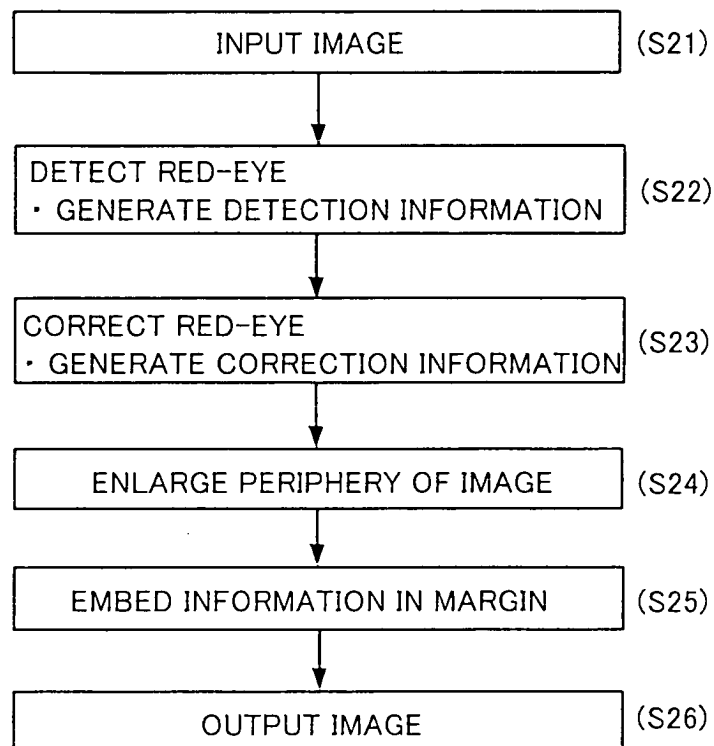 INPUT IMAGE (S21)
DETECT RED-EYE
· GENERATE DETECTION INFORMATION (S22)
CORRECT RED-EYE
· GENERATE CORRECTION INFORMATION (S23)
ENLARGE PERIPHERY OF IMAGE (S24)
EMBED INFORMATION IN MARGIN (S25)
OUTPUT IMAGE (S26)